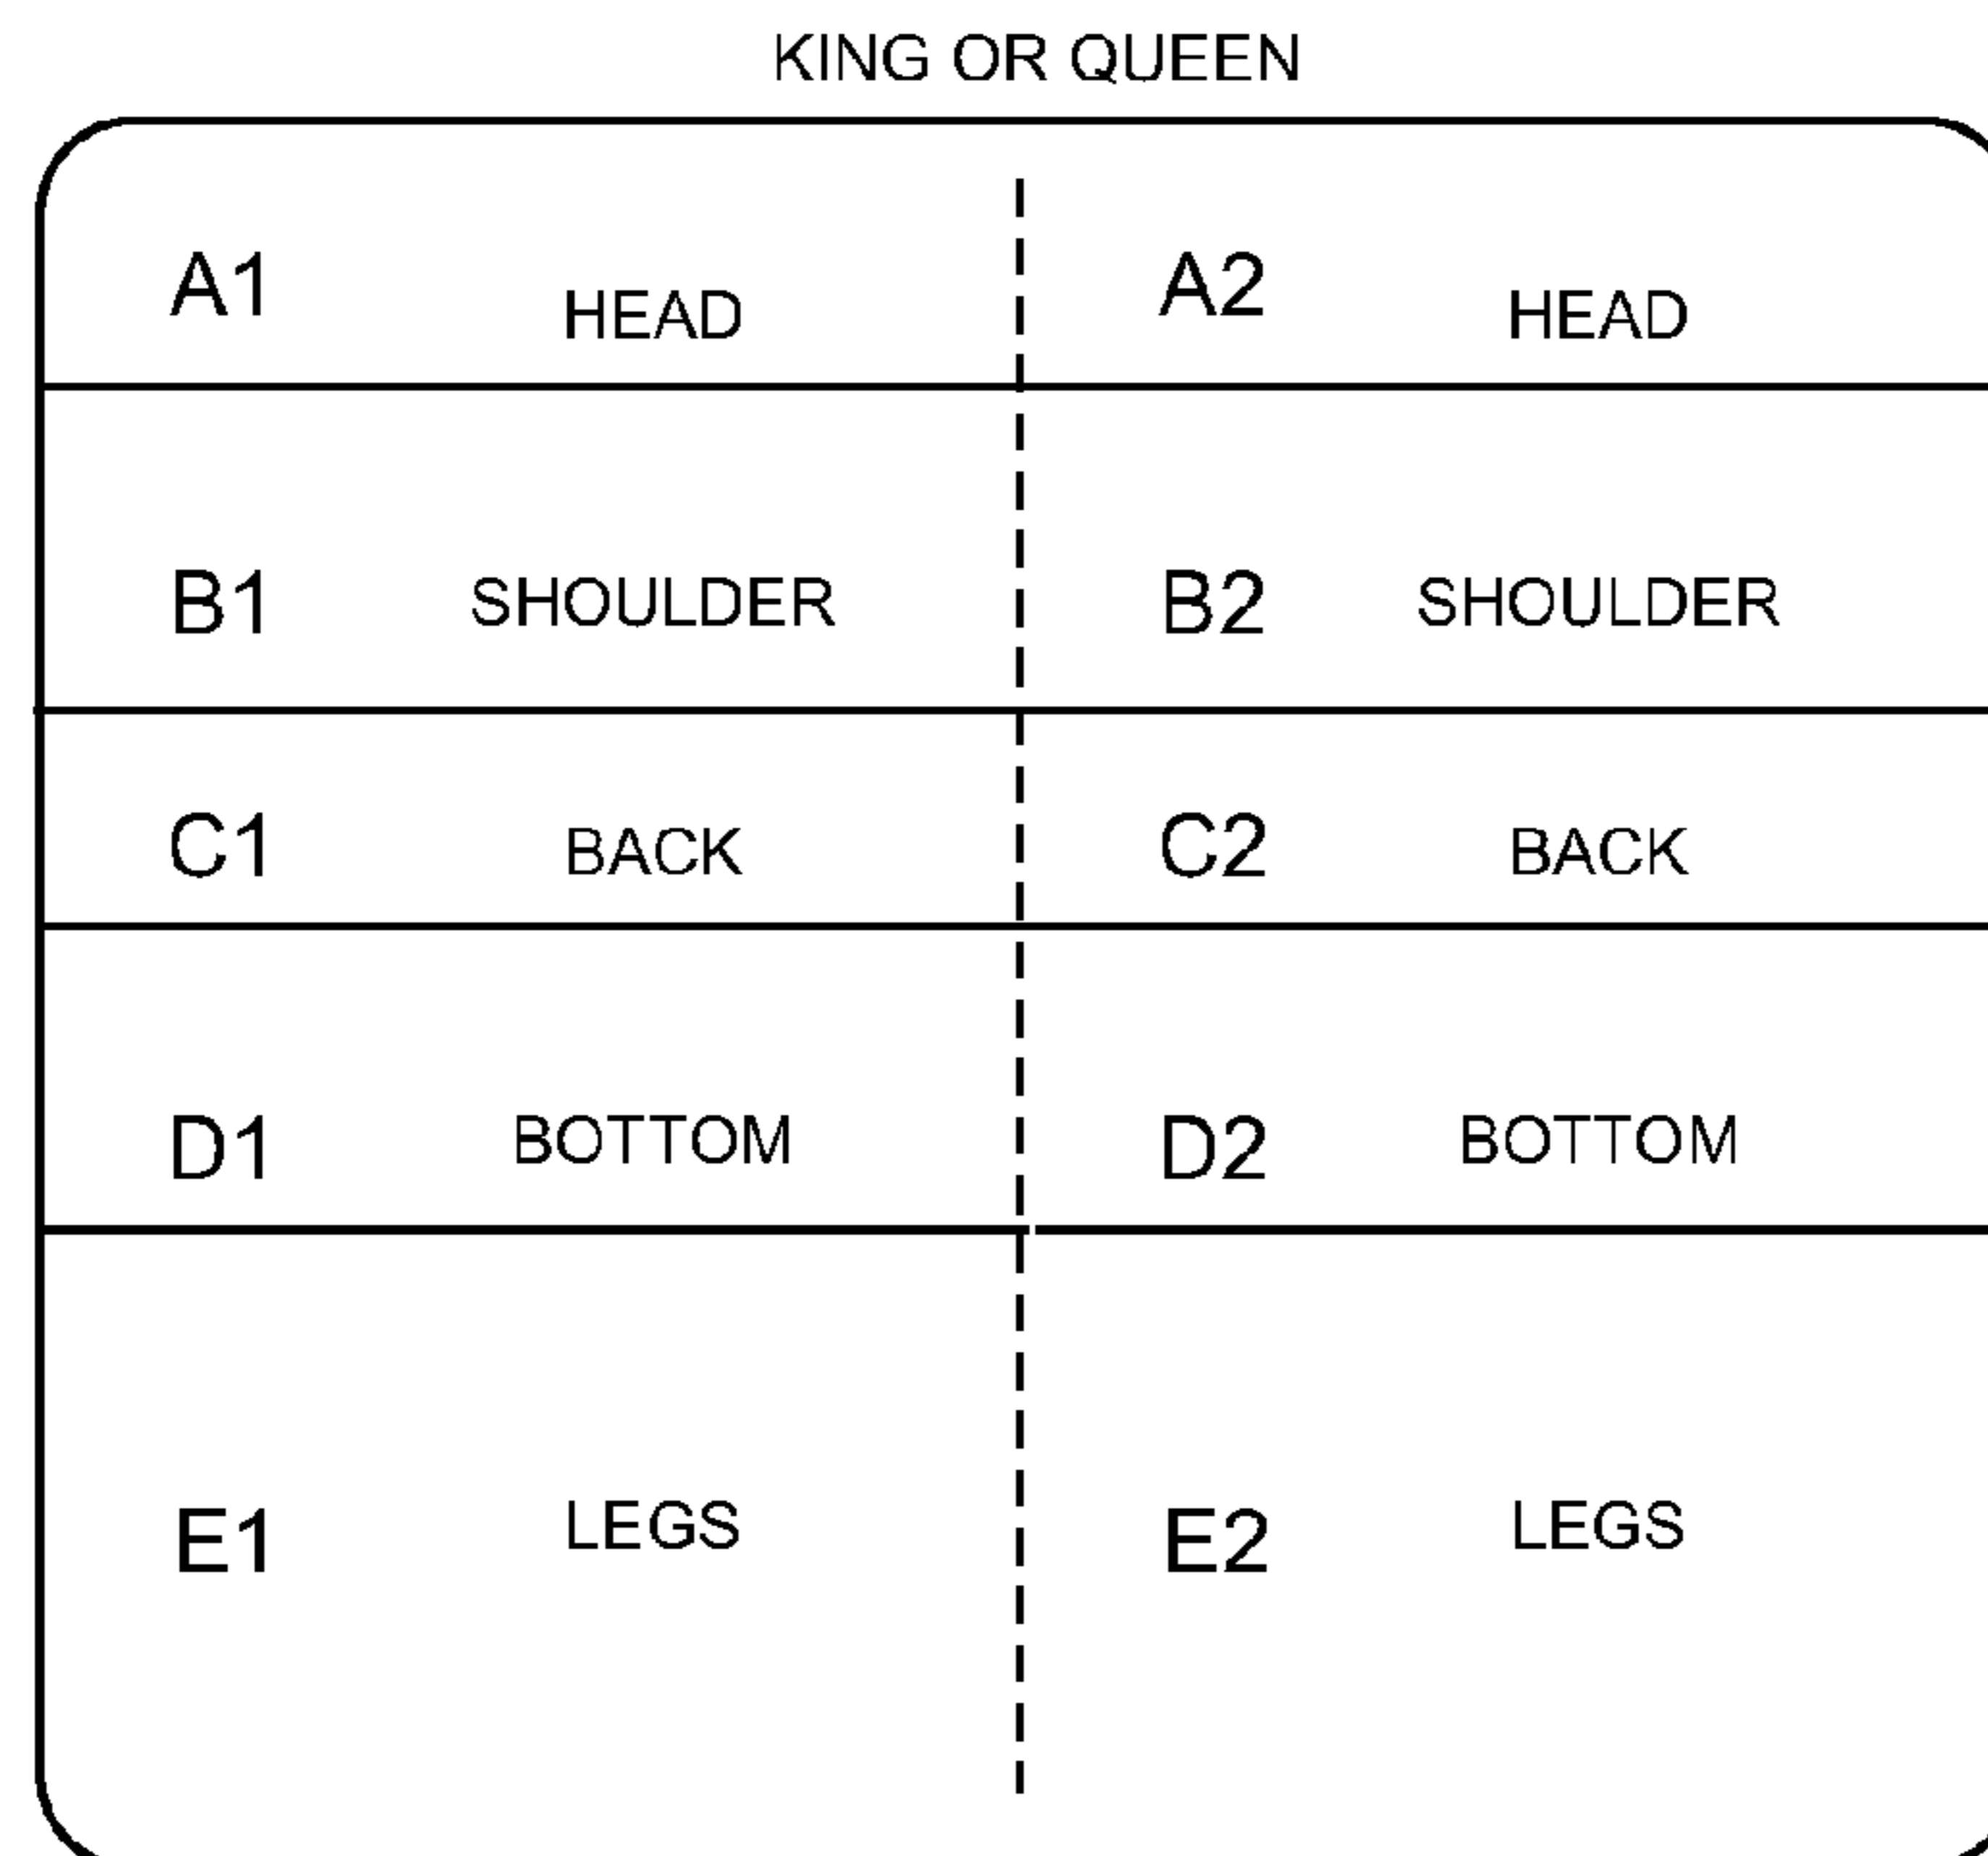 KING OR QUEEN
A1 HEAD A2 HEAD
B1 SHOULDER B2 SHOULDER
C1 BACK C2 BACK
D1 BOTTOM D2 BOTTOM
E1 LEGS E2 LEGS